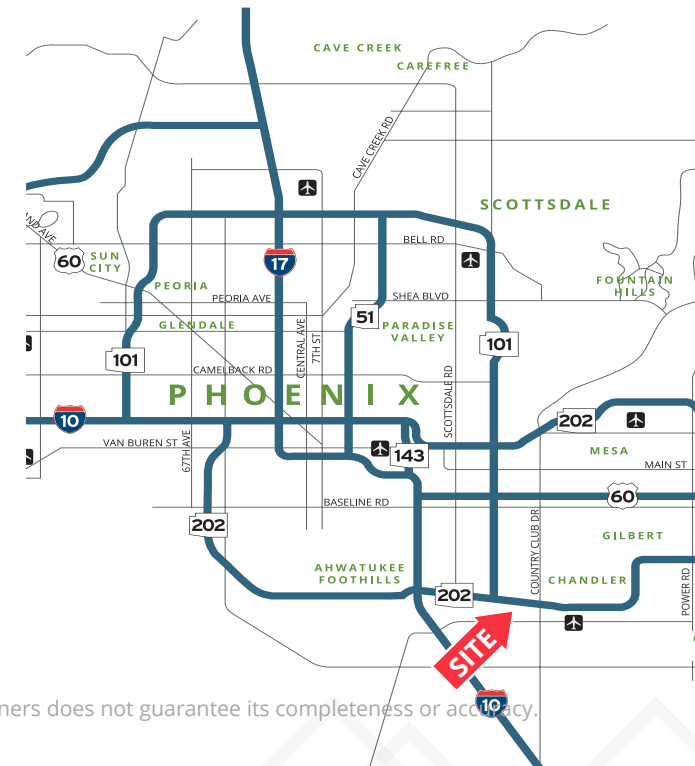 CAVE CREEK
CAREFREE
CAVE CREEK RD
SCOTTSDALE
BELL RD
60
SUN
CITY
17
FOUNTAIN
HILLS
PEORIA
PEORIA AVE
SHEA BLVD
GLENDALE
51
PARADISE
VALLEY
CENTRAL AVE
7TH ST
101
101
CAMELBACK RD
SCOTTSDALE RD
PHOENIX
10
202
VAN BUREN ST
67TH AVE
143
MESA
MAIN ST
60
BASELINE RD
202
COUNTRY CLUB DR
GILBERT
AHWATUKEE
FOOTHILLS
202
CHANDLER
POWER RD
SITE
10
ners does not guarantee its completeness or accuracy.